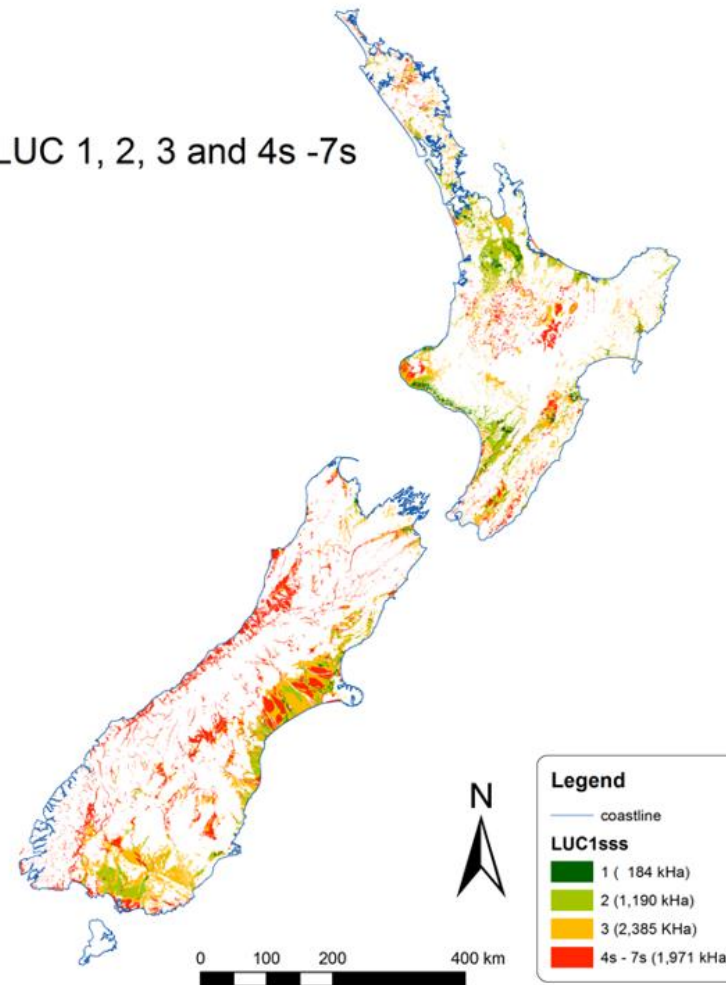 LUC 1, 2, 3 and 4s -7s
N
Legend
coastline
LUC1sss
1 ( 184 kHa)
2 (1,190 kHa)
3 (2,385 KHa)
4s - 7s (1,971 kHa
0 100 200 400 km